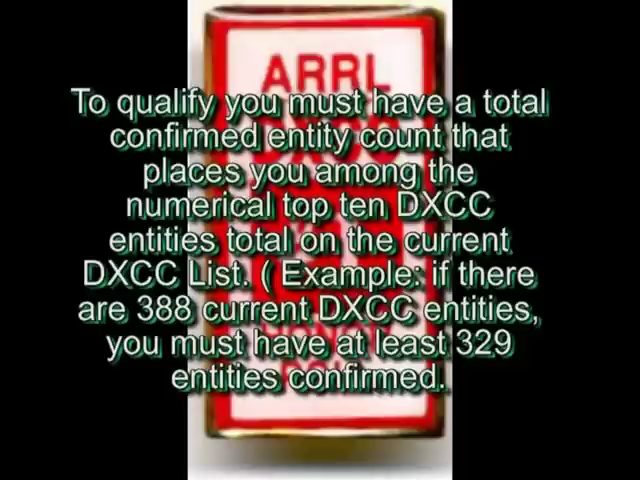 ARRL
To qualify you must have a total
confirmed entity count that
places you among the
numerical top ten DXCC
entities total on the current
DXCC List. ( Example: if there
are 388 current DXCC entities,
you must have at least 329
entities confirmed.